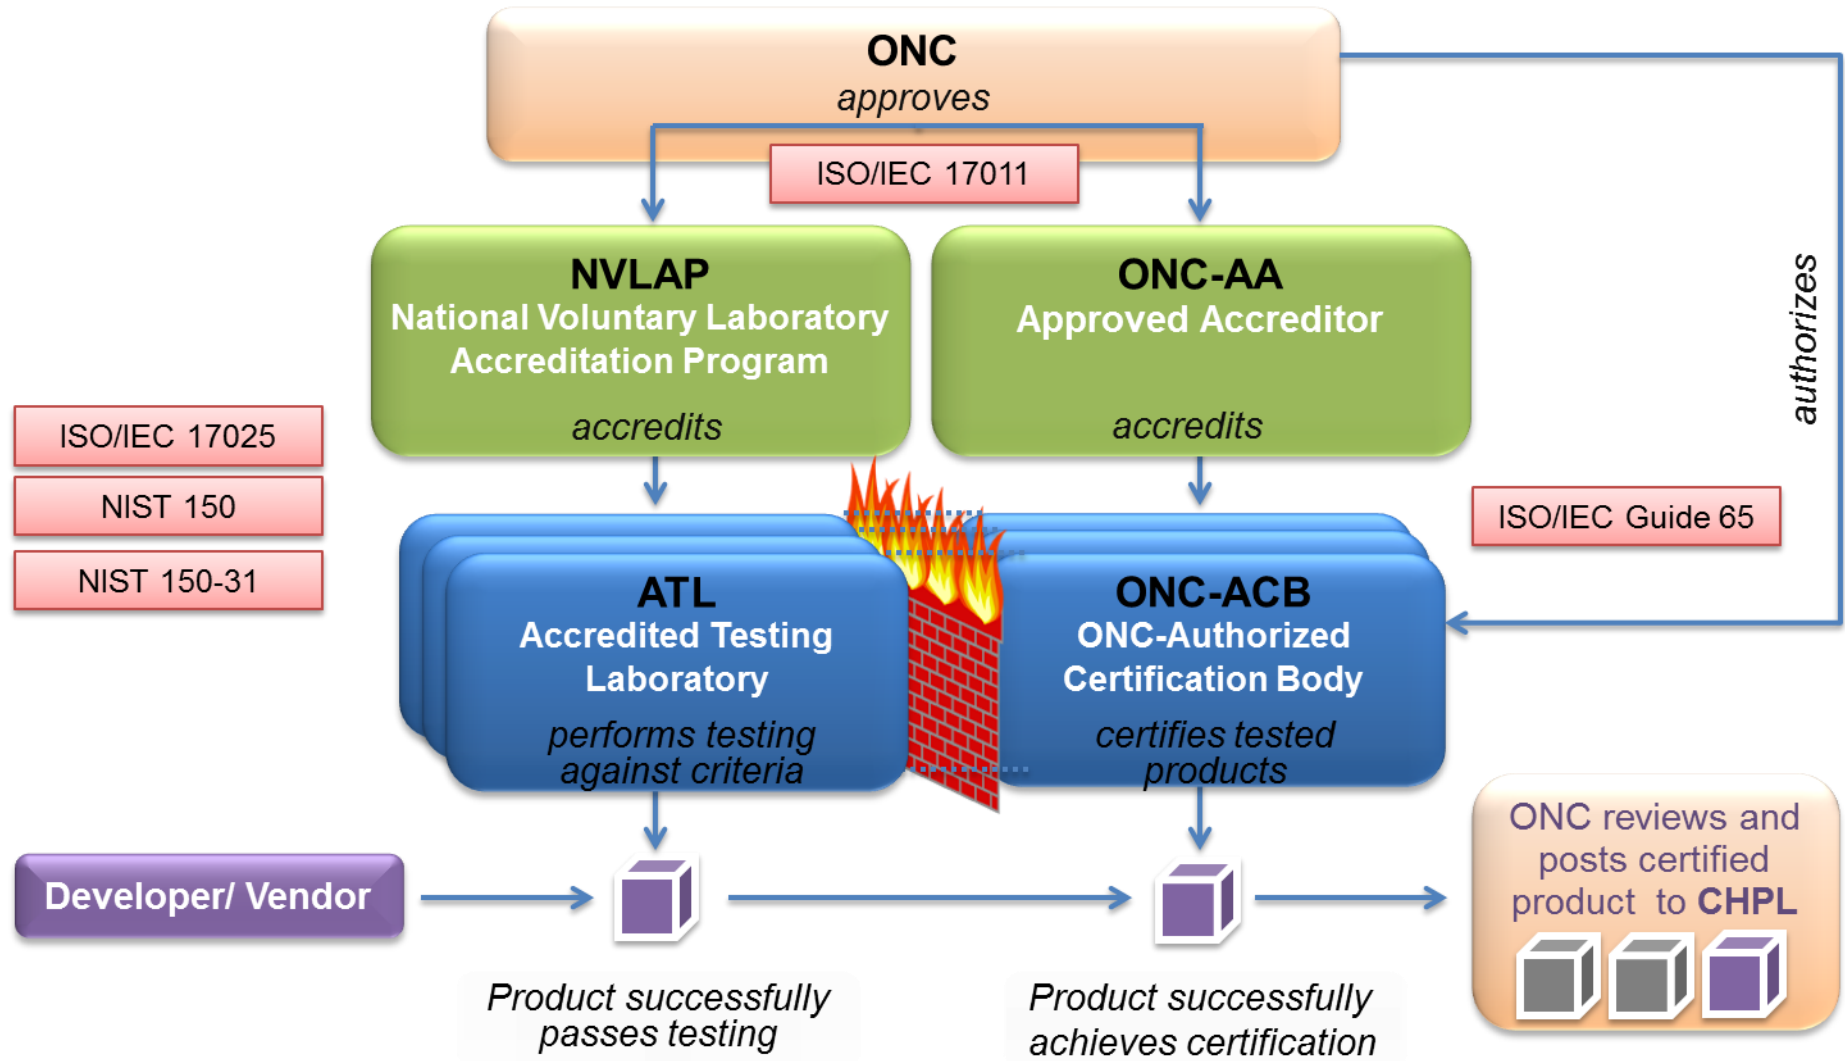 ONC
approves
ISO/IEC 17011
NVLAP
National Voluntary Laboratory
Accreditation Program
accredits
ONC-AA
Approved Accreditor
accredits
authorizes
ISO/IEC 17025
NIST 150
NIST 150-31
ISO/IEC Guide 65
ATL
Accredited Testing
Laboratory
performs testing
against criteria
ONC-ACB
ONC-Authorized
Certification Body
certifies tested
products
Developer/ Vendor
Product successfully
passes testing
Product successfully
achieves certification
ONC reviews and
posts certified
product to CHPL